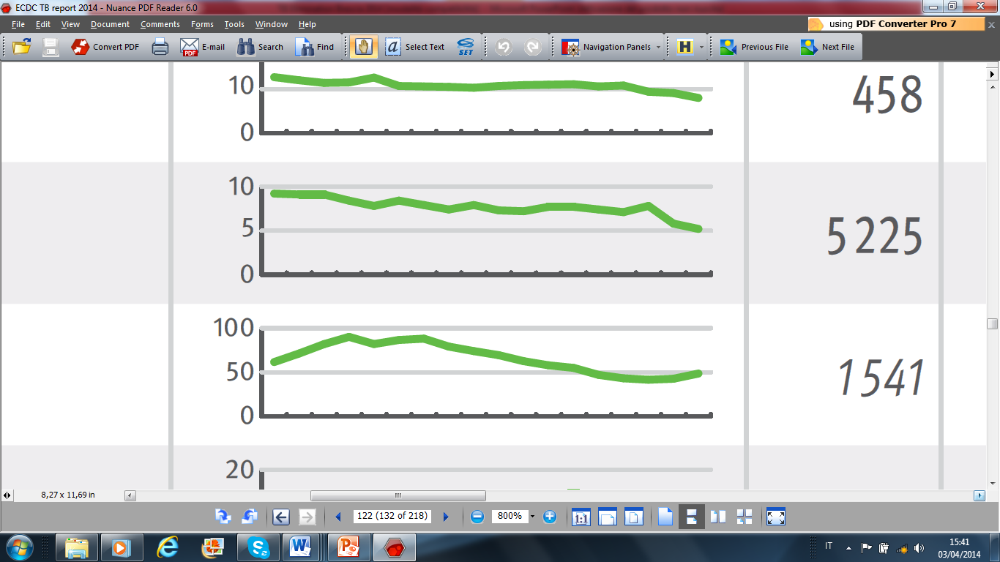 ECDC TB report 2014 - Nuance PDF Reader 6.0
File Edit View Document Comments Forms Tools Window Help
using PDF Converter Pro 7
Convert PDF PDF E-mail Search Find a Select Text SET Navigation Panels H Previous File Next File
10
458
0
10
5
5 225
0
100
50
1 541
0
20
8,27 x 11,69 in
122 (132 of 218) 800% 1:1
IT
15:41
03/04/2014